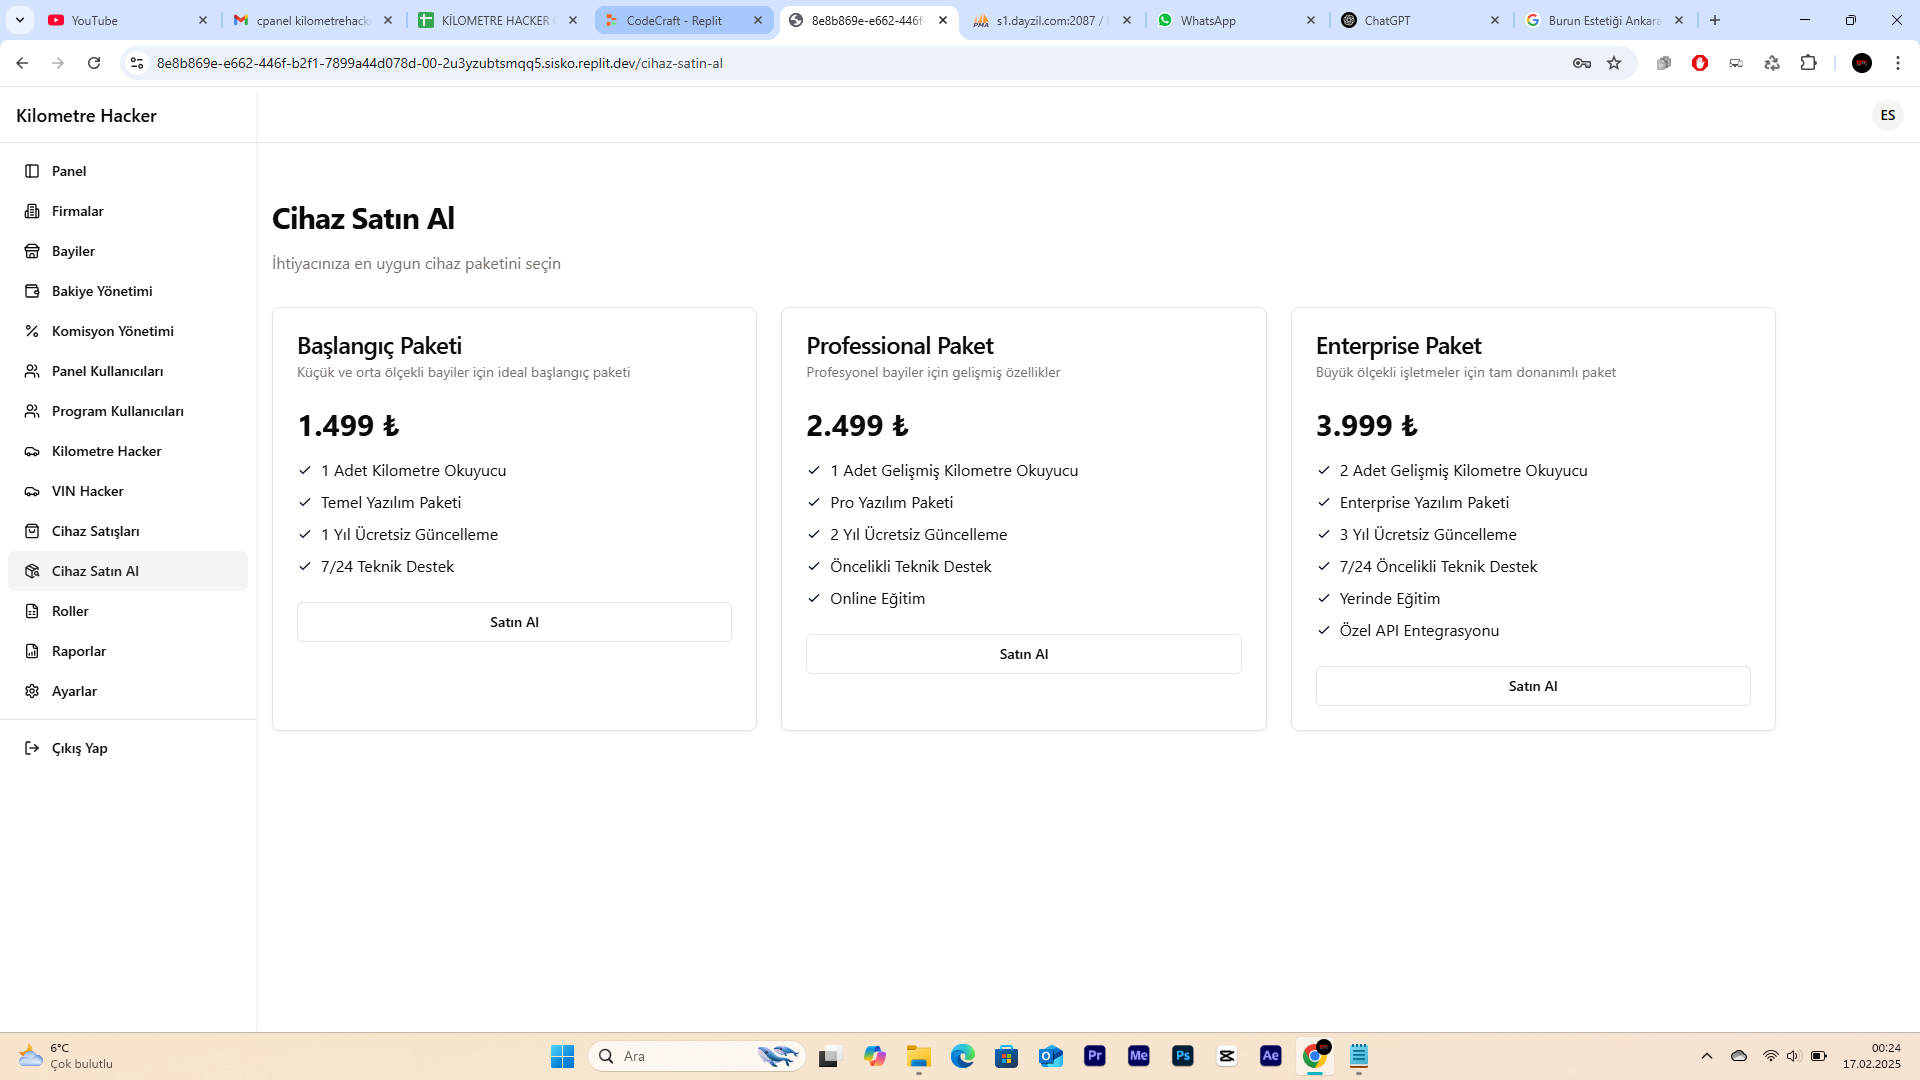 YouTube
cpanel kilometrehack
KİLOMETRE HACKER
CodeCraft - Replit
8e8b869e-e662-446f-
s1.dayzil.com:2087 /
WhatsApp
ChatGPT
Burun Estetiği Ankara
8e8b869e-e662-446f-b2f1-7899a44d078d-00-2u3yzubtsmqq5.sisko.replit.dev/cihaz-satin-al
Kilometre Hacker
ES
Panel
Firmalar
Bayiler
Bakiye Yönetimi
Komisyon Yönetimi
Panel Kullanıcıları
Program Kullanıcıları
Kilometre Hacker
VIN Hacker
Cihaz Satışları
Cihaz Satın Al
Roller
Raporlar
Ayarlar
Çıkış Yap
Cihaz Satın Al
İhtiyacınıza en uygun cihaz paketini seçin
Başlangıç Paketi
Küçük ve orta ölçekli bayiler için ideal başlangıç paketi
1.499 ₺
1 Adet Kilometre Okuyucu
Temel Yazılım Paketi
1 Yıl Ücretsiz Güncelleme
7/24 Teknik Destek
Satın Al
Professional Paket
Profesyonel bayiler için gelişmiş özellikler
2.499 ₺
1 Adet Gelişmiş Kilometre Okuyucu
Pro Yazılım Paketi
2 Yıl Ücretsiz Güncelleme
Öncelikli Teknik Destek
Online Eğitim
Satın Al
Enterprise Paket
Büyük ölçekli işletmeler için tam donanımlı paket
3.999 ₺
2 Adet Gelişmiş Kilometre Okuyucu
Enterprise Yazılım Paketi
3 Yıl Ücretsiz Güncelleme
7/24 Öncelikli Teknik Destek
Yerinde Eğitim
Özel API Entegrasyonu
Satın Al
6°C
Çok bulutlu
Ara
Pr
Me
Ps
Ae
00:24
17.02.2025